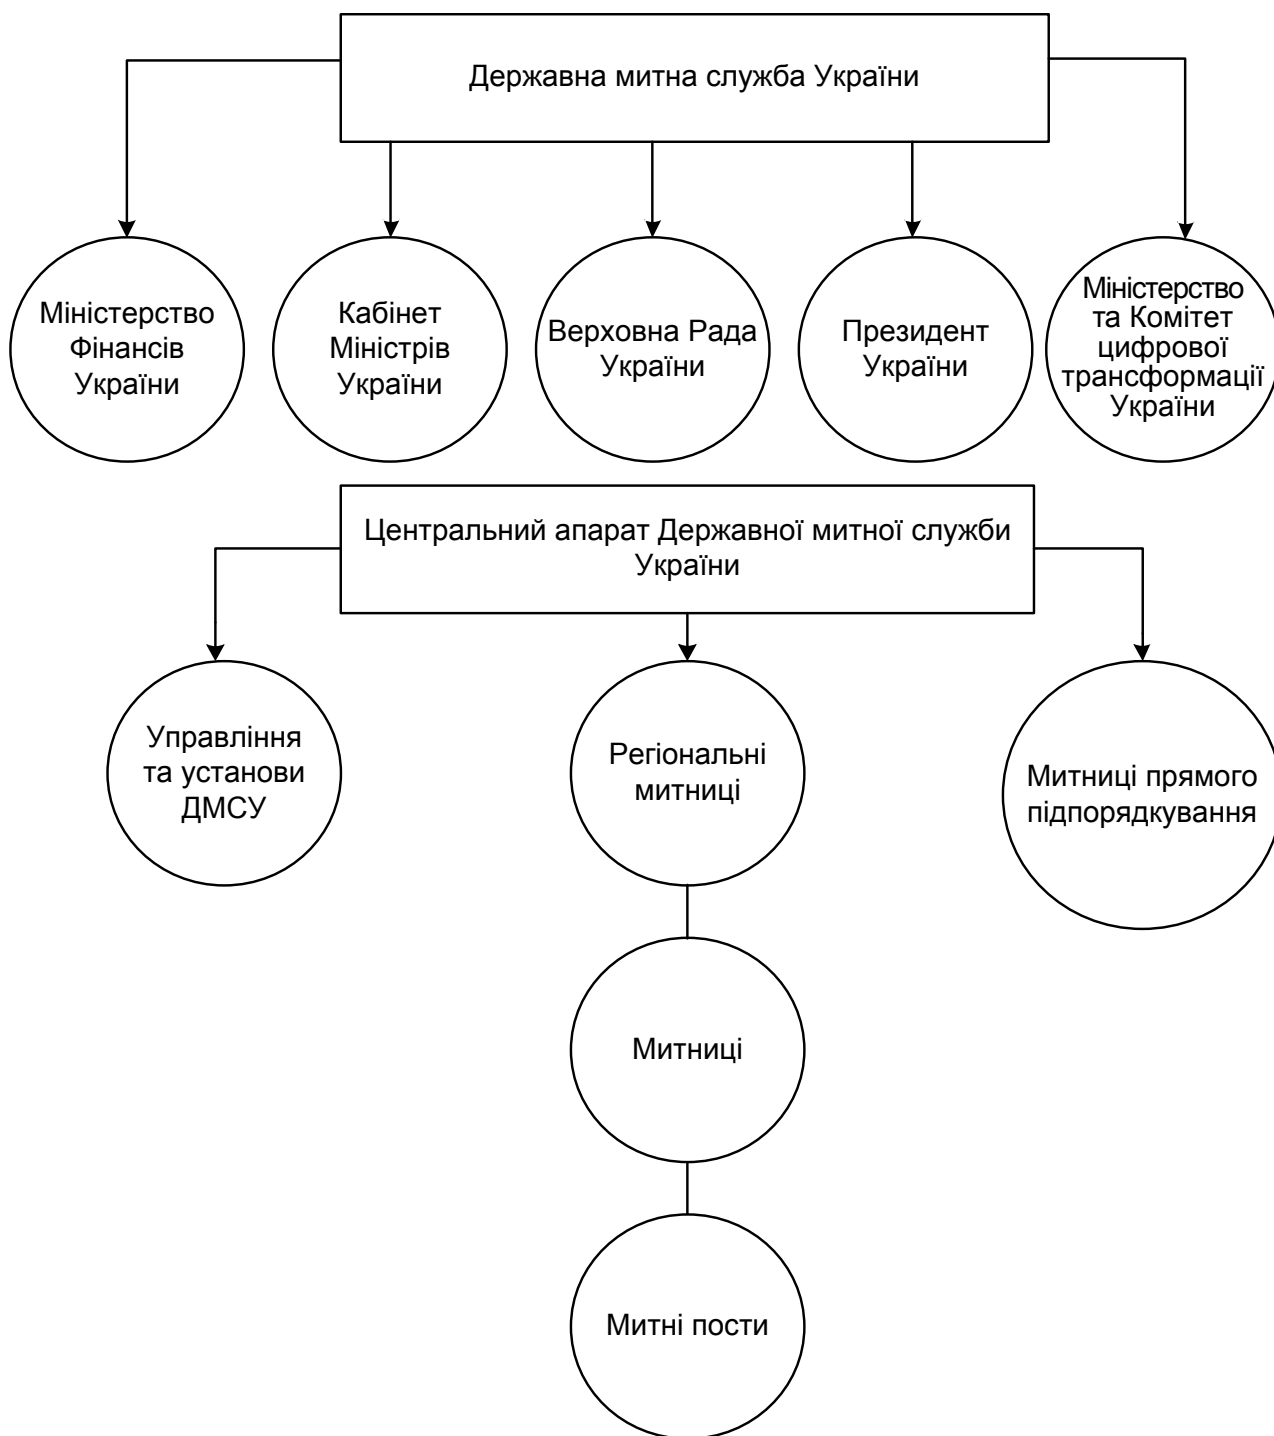 Державна митна служба України
Міністерство
Фінансів
України
Кабінет
Міністрів
України
Верховна Рада
України
Президент
України
Міністерство
та Комітет
цифрової
трансформації
України
Центральний апарат Державної митної служби
України
Управління
та установи
ДМСУ
Регіональні
митниці
Митниці прямого
підпорядкування
Митниці
Митні пости